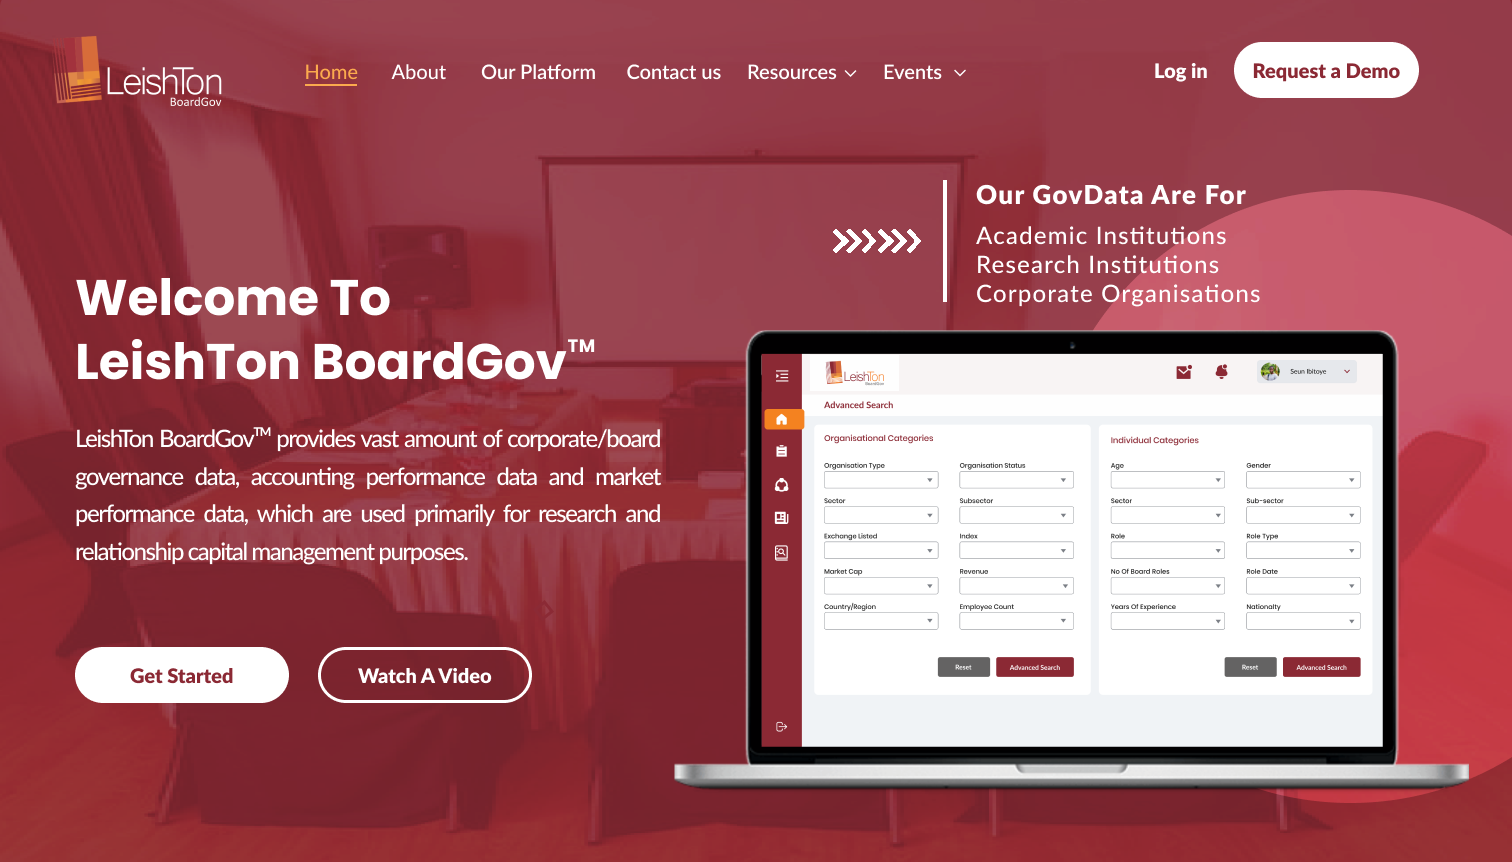 LeishTon
BoardGov
Home
About
Our Platform
Contact us
Resources
Events
Log in
Request a Demo
Our GovData Are For
Academic Institutions
Research Institutions
Corporate Organisations
Welcome To
LeishTon BoardGov™
LeishTon BoardGov™ provides vast amount of corporate/board
governance data, accounting performance data and market
performance data, which are used primarily for research and
relationship capital management purposes.
Get Started
Watch A Video
LeishTon
BoardGov
Seun Ibitoye
Advanced Search
Organisational Categories
Organisation Type
Organisation Status
Sector
Subsector
Exchange Listed
Index
Market Cap
Revenue
Country/Region
Employee Count
Reset
Advanced Search
Individual Categories
Age
Gender
Sector
Sub-sector
Role
Role Type
No Of Board Roles
Role Date
Years Of Experience
Nationalty
Reset
Advanced Search